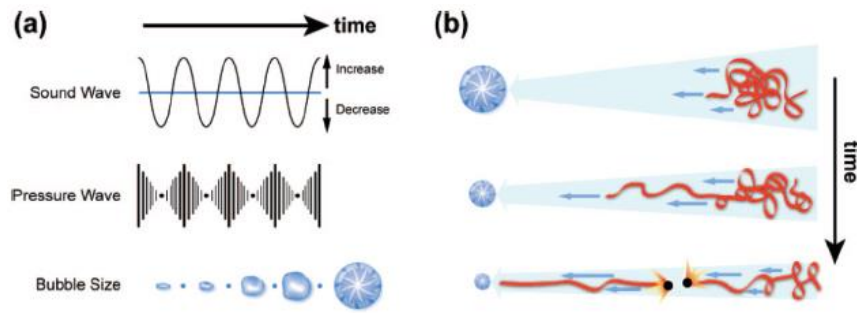 (a)
time
Sound Wave
Increase
Decrease
Pressure Wave
Bubble Size
(b)
time